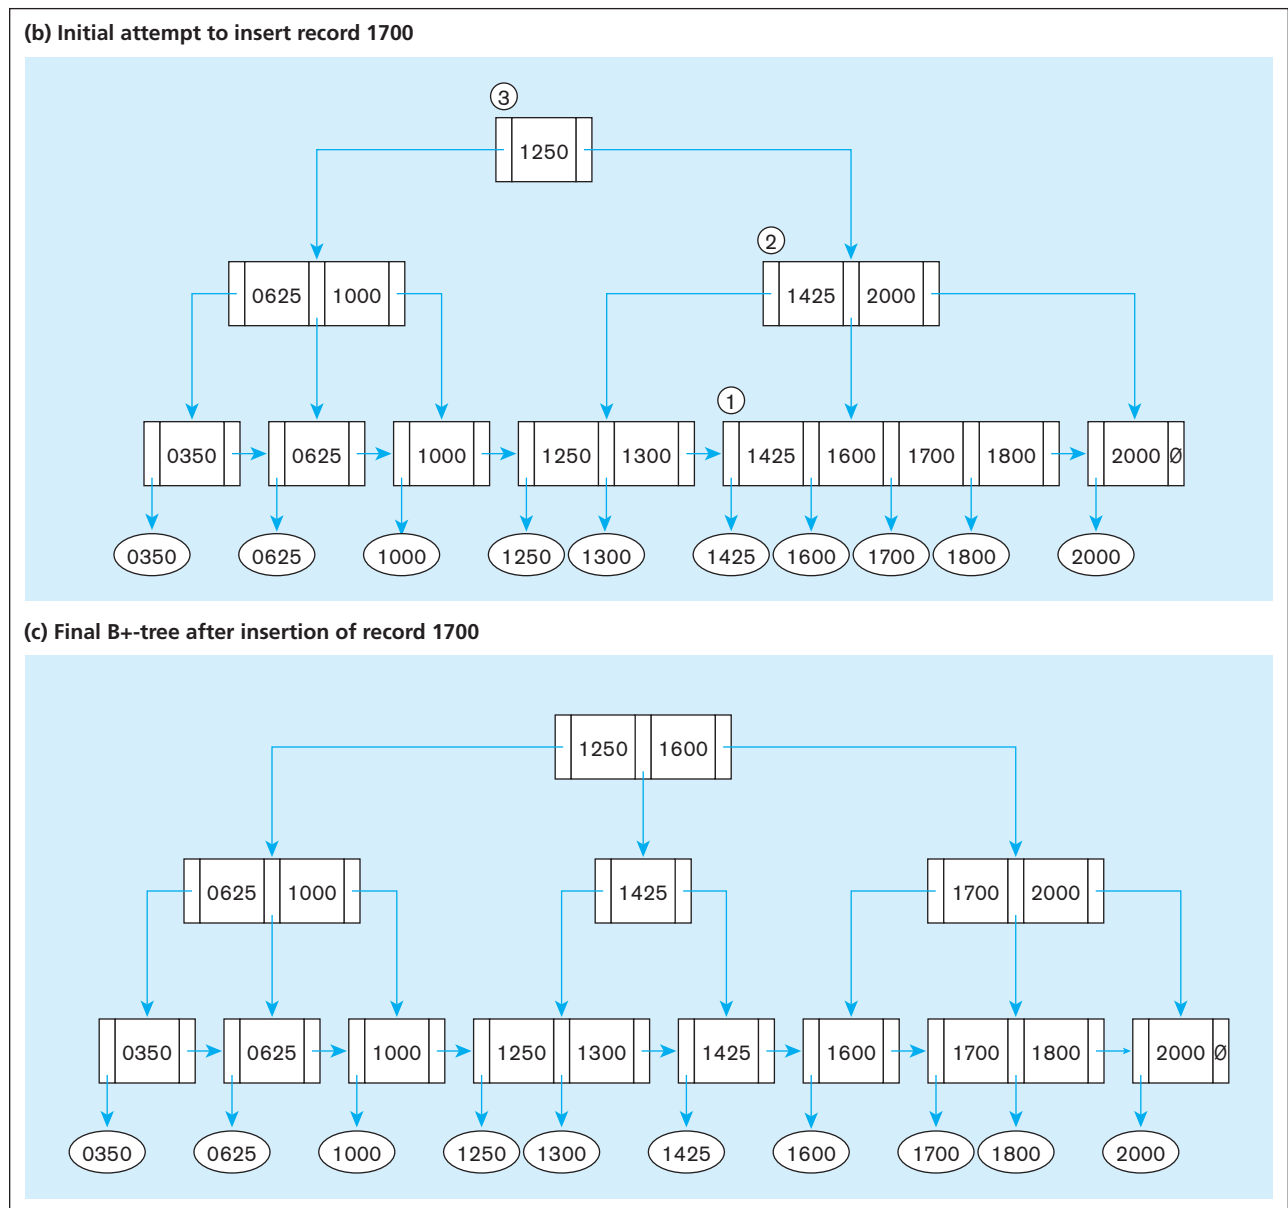 (b) Initial attempt to insert record 1700
3
1250
2
0625 1000 1425 2000
1
0350 0625 1000 1250 1300 1425 1600 1700 1800 2000 Ø
0350 0625 1000 1250 1300 1425 1600 1700 1800 2000
(c) Final B+-tree after insertion of record 1700
1250 1600
0625 1000 1425 1700 2000
0350 0625 1000 1250 1300 1425 1600 1700 1800 2000 Ø
0350 0625 1000 1250 1300 1425 1600 1700 1800 2000